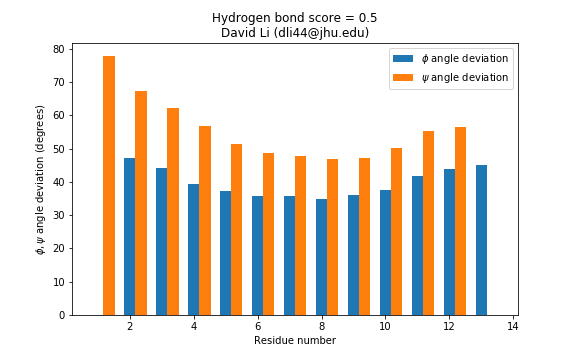 Hydrogen bond score = 0.5
David Li (dli44@jhu.edu)
ϕ angle deviation
ψ angle deviation
80
70
60
50
40
30
20
10
0
ϕ, ψ angle deviation (degrees)
2 4 6 8 10 12 14
Residue number